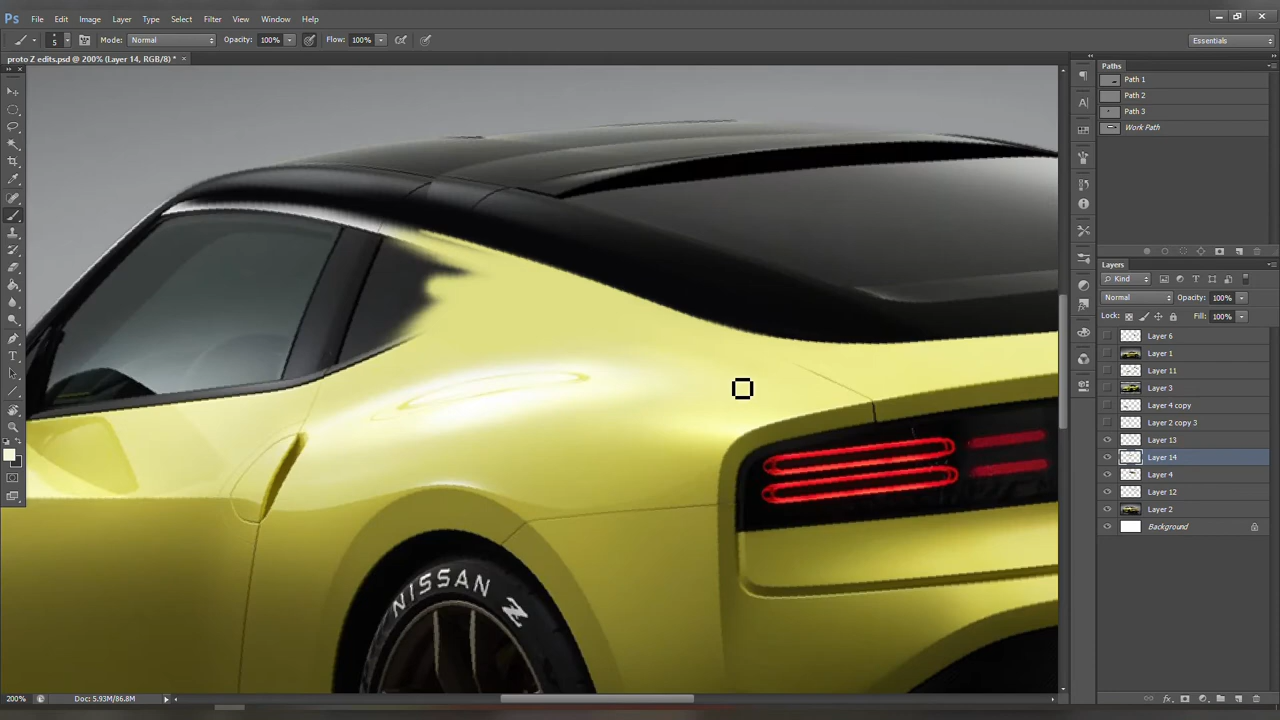 Ps File Edit Image Layer Type Select Filter View Window Help
5 Mode: Normal Opacity: 100% Flow: 100% Essentials
proto Z edits.psd @ 200% (Layer 14, RGB/8) * ×
Paths
Path 1
Path 2
Path 3
Work Path
Layers
Kind
Normal Opacity: 100%
Lock: Fill: 100%
Layer 6
Layer 1
Layer 11
Layer 3
Layer 4 copy
Layer 2 copy 3
Layer 13
Layer 14
Layer 4
Layer 12
Layer 2
Background
NISSAN Z
200% Doc: 5.93M/86.8M